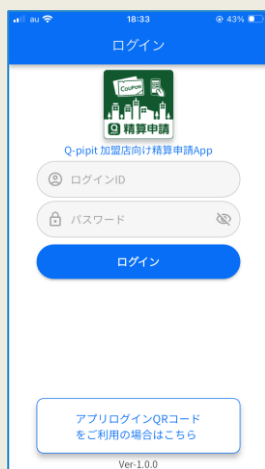 au 18:33 43%
ログイン
COUPON
Q 精算申請
Q-pipit 加盟店向け精算申請App
ログインID
パスワード
ログイン
アプリログインQRコード
をご利用の場合はこちら
Ver-1.0.0